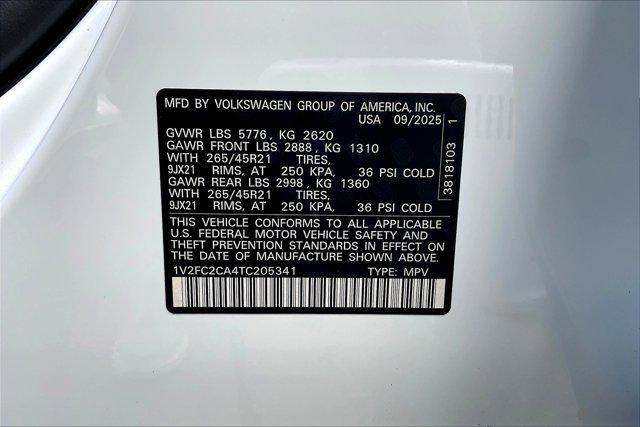 MFD BY VOLKSWAGEN GROUP OF AMERICA, INC.
USA 09/2025
GVWR LBS 5776, KG 2620
GAWR FRONT LBS 2888, KG 1310
WITH 265/45R21 TIRES,
9JX21 RIMS, AT 250 KPA, 36 PSI COLD
GAWR REAR LBS 2998, KG 1360
WITH 265/45R21 TIRES,
9JX21 RIMS, AT 250 KPA, 36 PSI COLD
THIS VEHICLE CONFORMS TO ALL APPLICABLE
U.S. FEDERAL MOTOR VEHICLE SAFETY AND
THEFT PREVENTION STANDARDS IN EFFECT ON
THE DATE OF MANUFACTURE SHOWN ABOVE.
1V2FC2CA4TC205341 TYPE: MPV
3818103 1